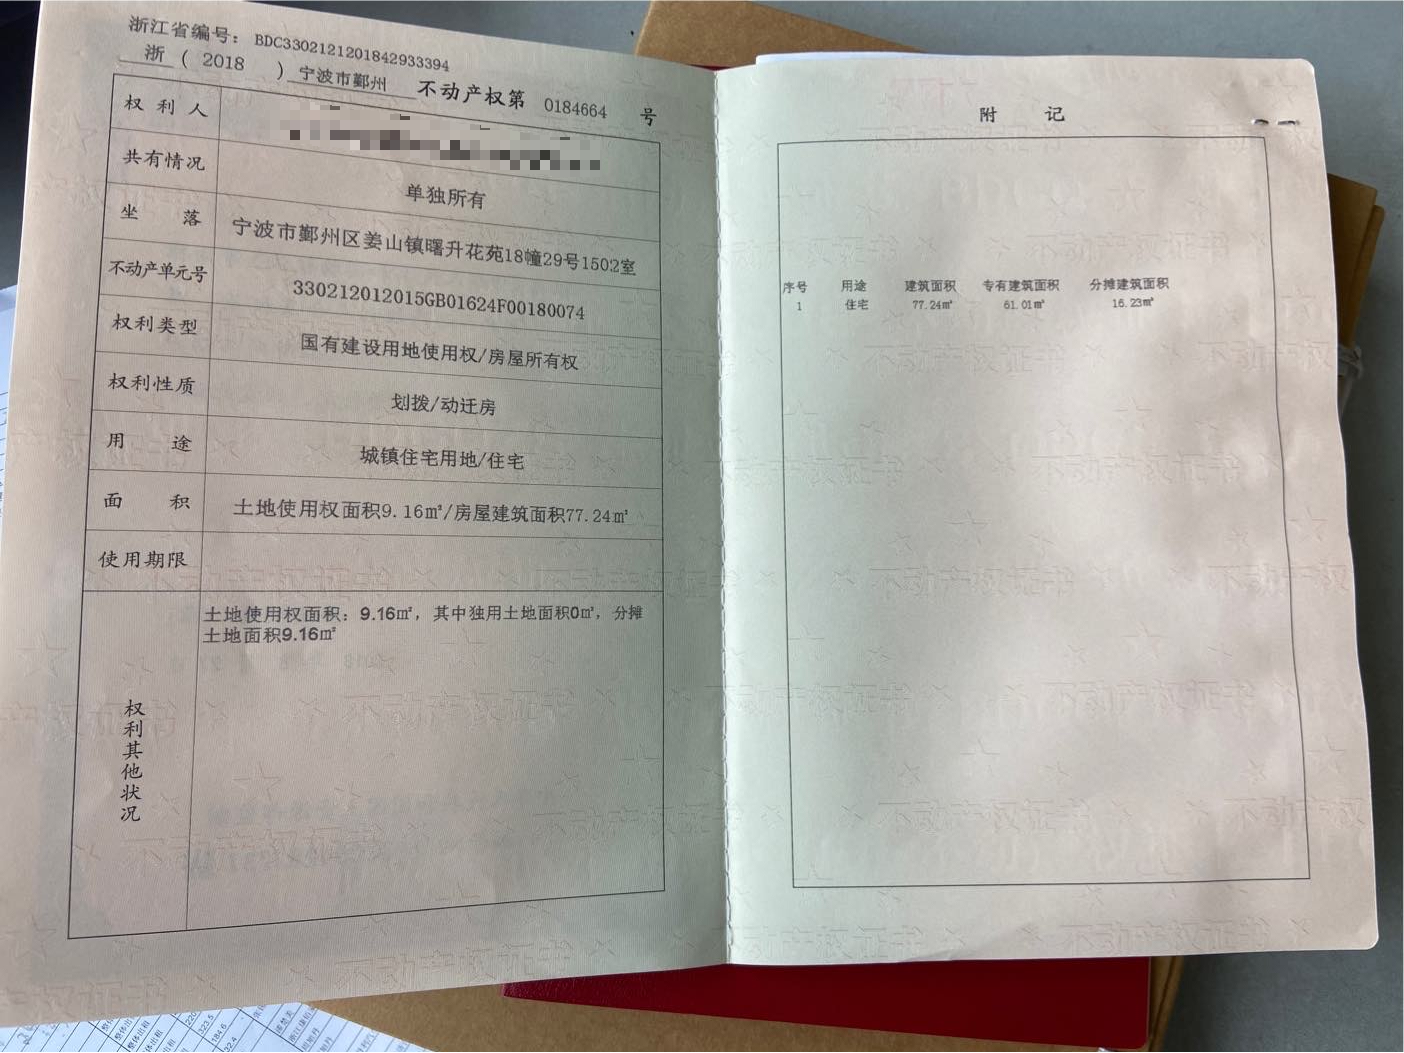 浙江省编号：BDC3302121201842933394
浙（2018）宁波市鄞州 不动产权第 0184664 号
权利人
共有情况 单独所有
坐落 宁波市鄞州区姜山镇曙升花苑18幢29号1502室
不动产单元号 330212012015GB01624F00180074
权利类型 国有建设用地使用权/房屋所有权
权利性质 划拨/动迁房
用途 城镇住宅用地/住宅
面积 土地使用权面积9.16㎡/房屋建筑面积77.24㎡
使用期限
权利其他状况
土地使用权面积：9.16㎡，其中独用土地面积0㎡，分摊
土地面积9.16㎡
附记
序号 用途 建筑面积 专有建筑面积 分摊建筑面积
1 住宅 77.24㎡ 61.01㎡ 16.23㎡